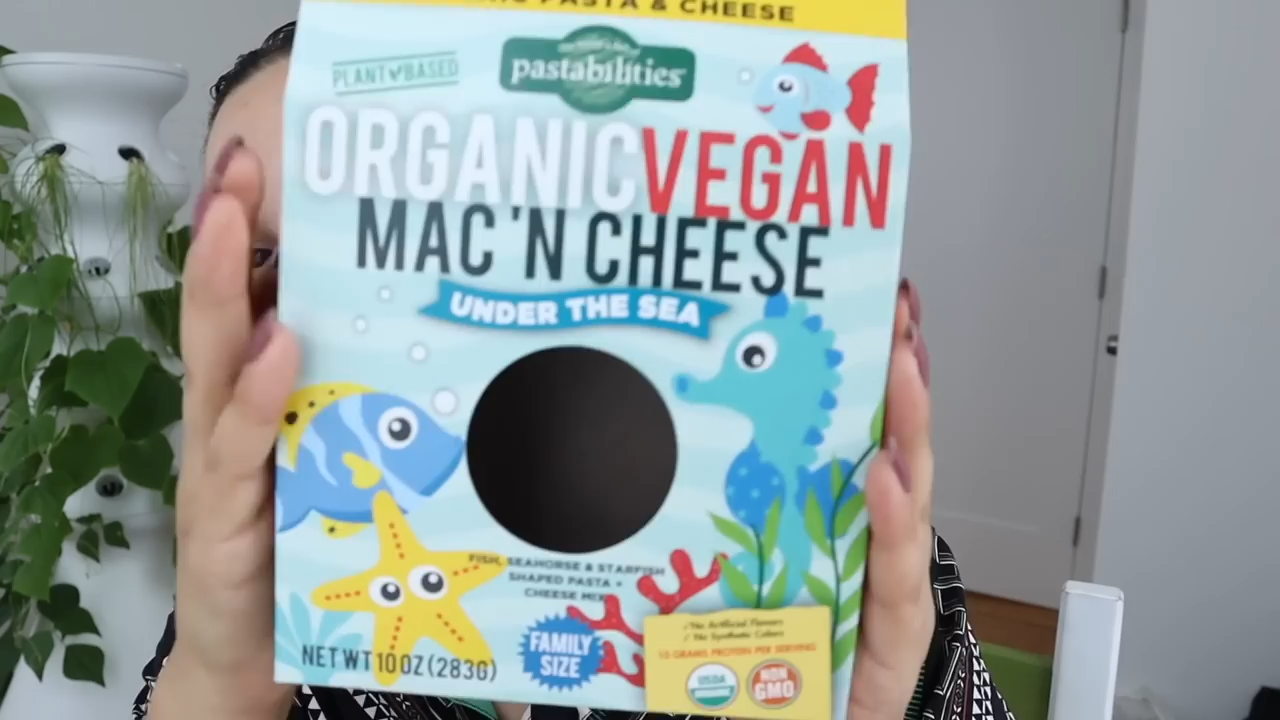 PASTA & CHEESE
PLANT BASED
pastabilities
ORGANIC VEGAN
MAC 'N CHEESE
UNDER THE SEA
FISH, SEAHORSE & STARFISH
SHAPED PASTA +
CHEESE MIX
FAMILY
SIZE
NET WT 10 OZ (283G)
✓ No Artificial Flavors
✓ No Synthetic Colors
10 GRAMS PROTEIN PER SERVING
USDA
ORGANIC
NON
GMO